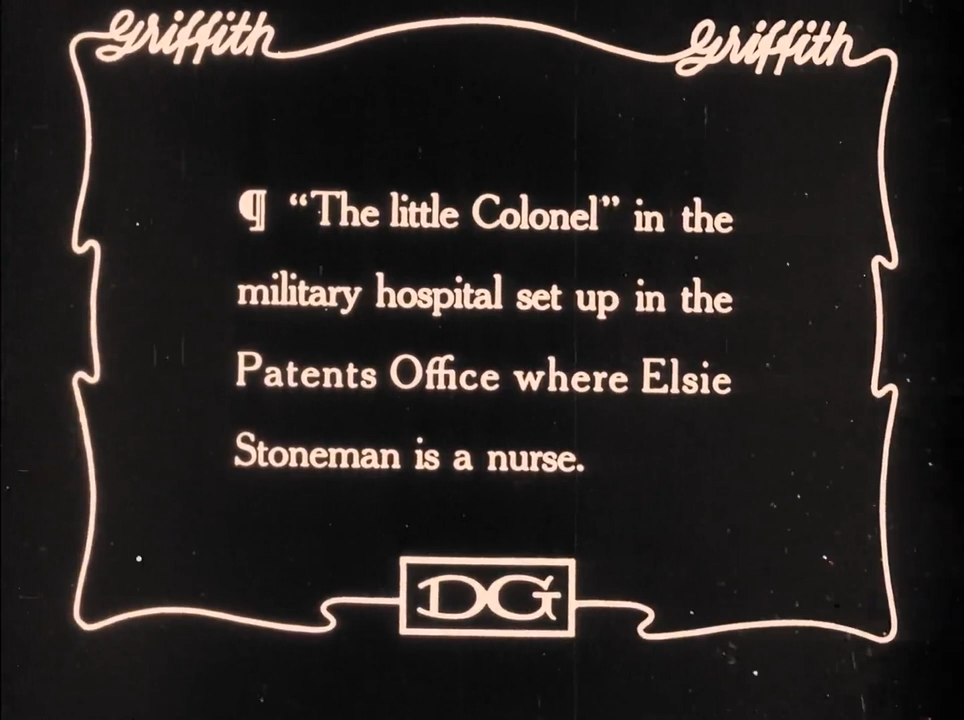 Griffith Griffith
¶ “The little Colonel” in the
military hospital set up in the
Patents Office where Elsie
Stoneman is a nurse.
DG